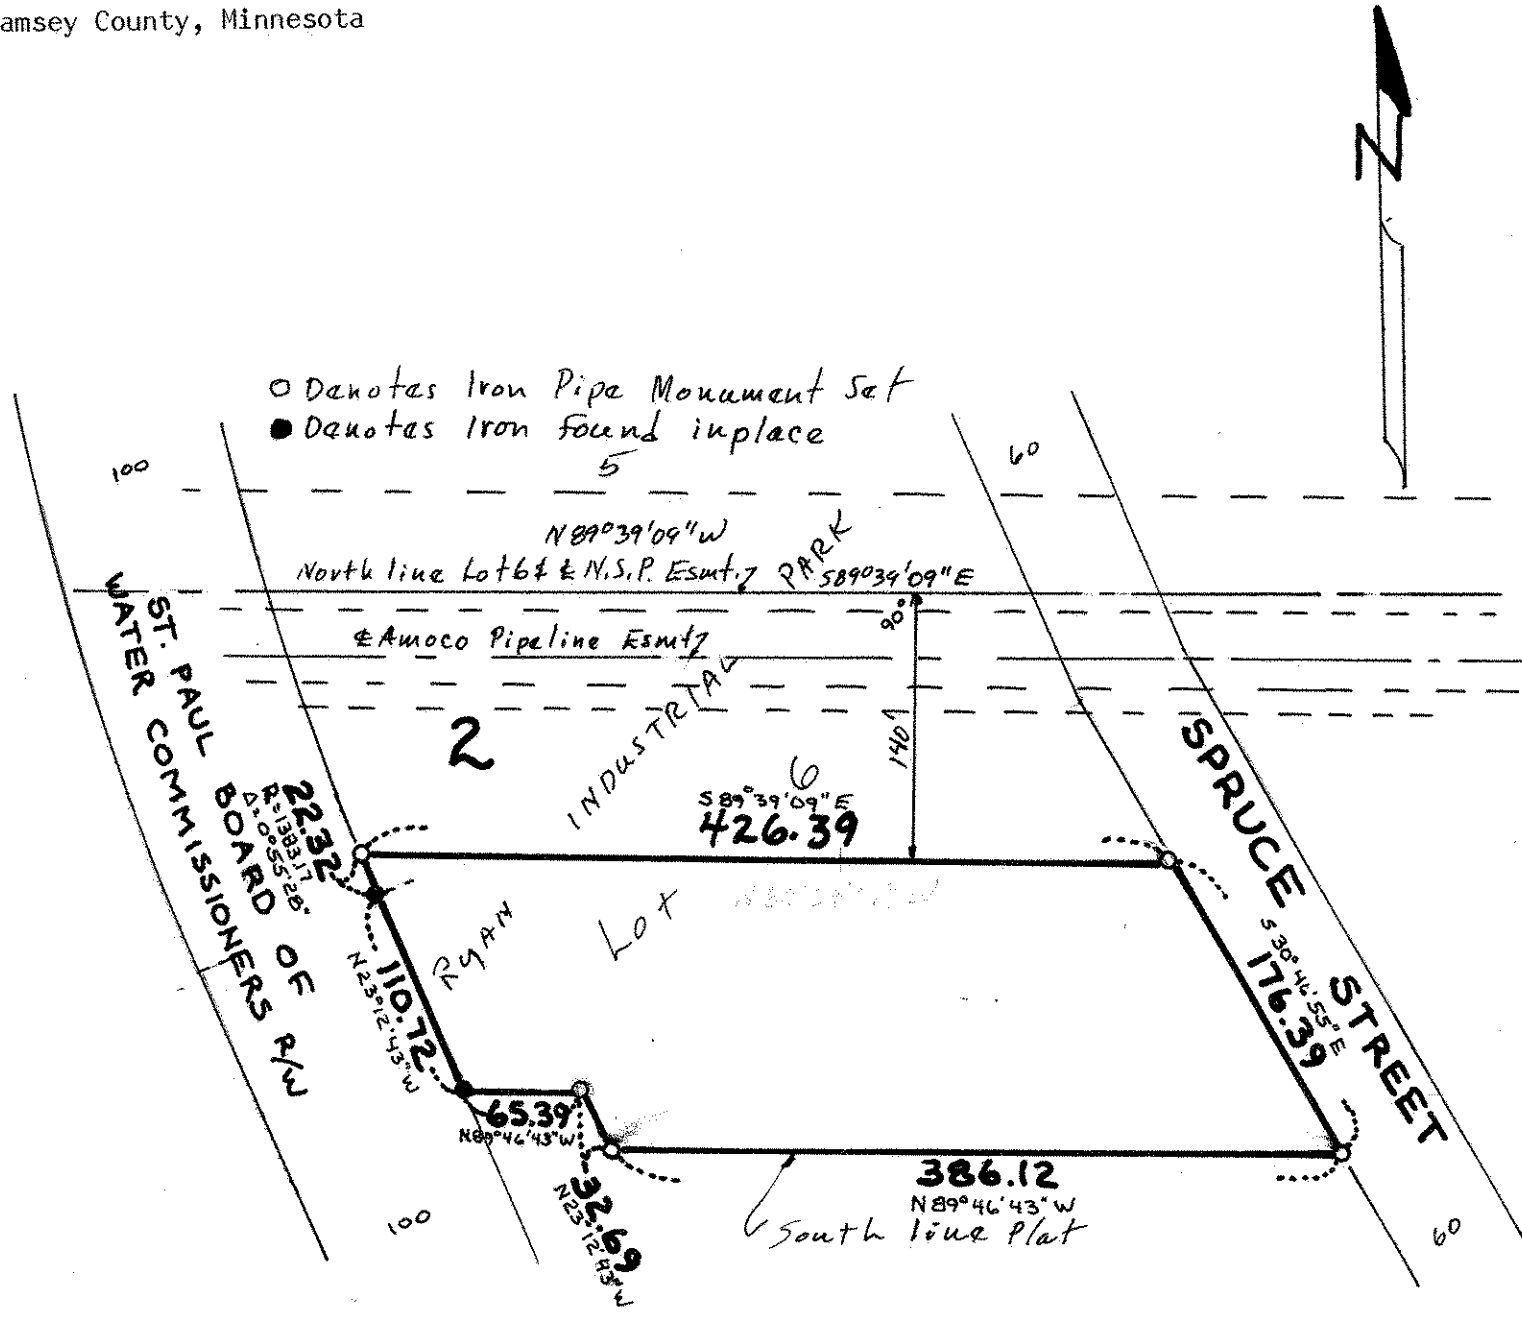 amsey County, Minnesota
N
○ Denotes Iron Pipe Monument Set
● Denotes Iron found inplace
5
100
60
N 89°39'09" W
North line Lot 6 & ℄ N.S.P. Esmt.
S89°39'09" E
90°
℄ Amoco Pipeline Esmt
140
2
RYAN INDUSTRIAL PARK
6
S 89°39'09" E
426.39
Lot
ST. PAUL BOARD OF
WATER COMMISSIONERS R/W
22.32
R=1383.17
Δ=0°55'28"
110.72
N23°12'43"W
65.39
N89°46'43"W
32.69
N23°12'43"E
386.12
N89°46'43"W
South line Plat
SPRUCE STREET
S 30°46'55" E
176.39
100
60